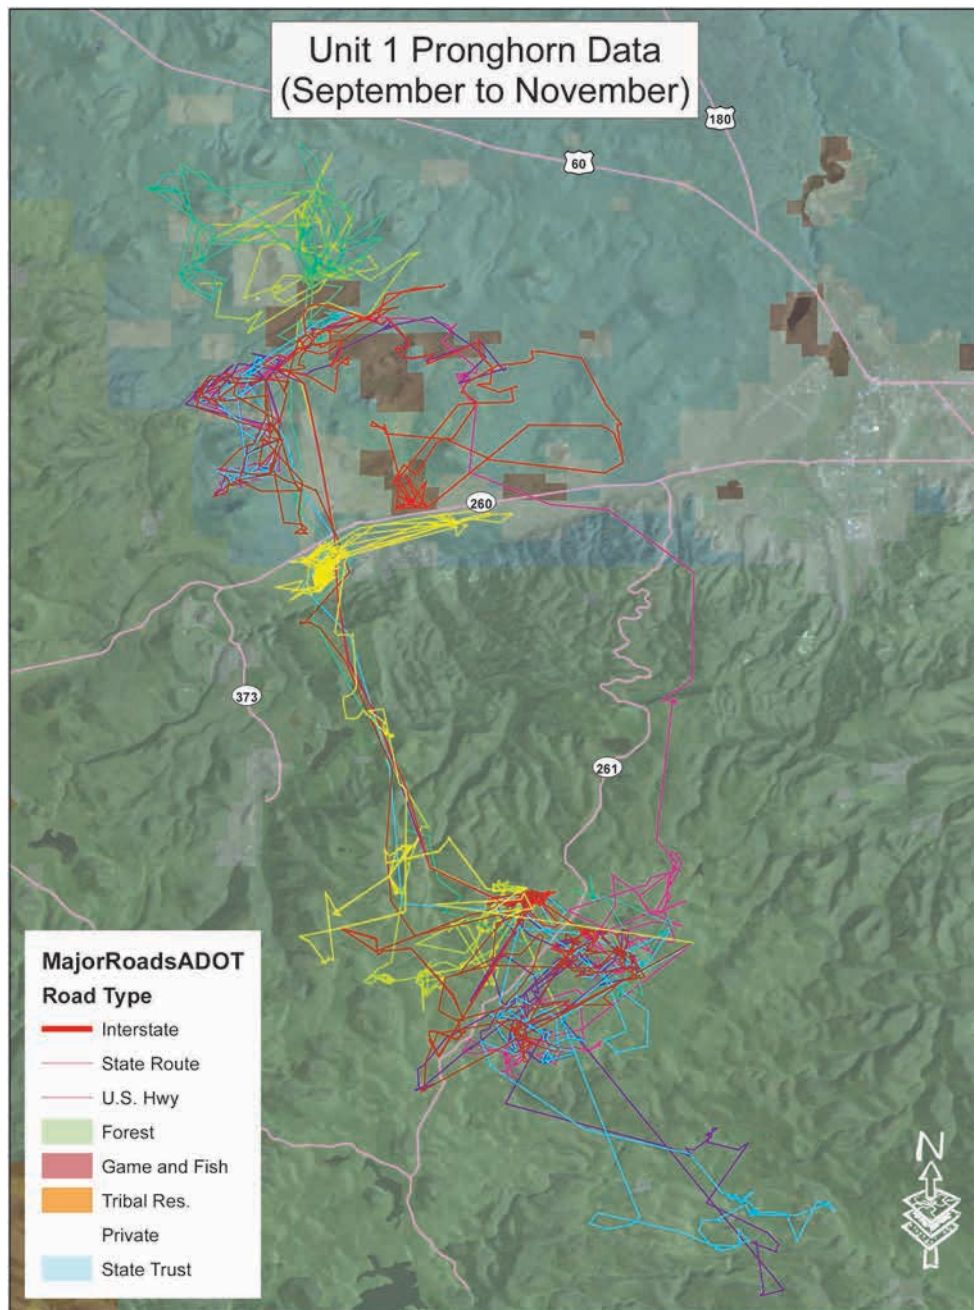 Unit 1 Pronghorn Data
(September to November)
180
60
260
373
261
MajorRoadsADOT
Road Type
Interstate
State Route
U.S. Hwy
Forest
Game and Fish
Tribal Res.
Private
State Trust
N